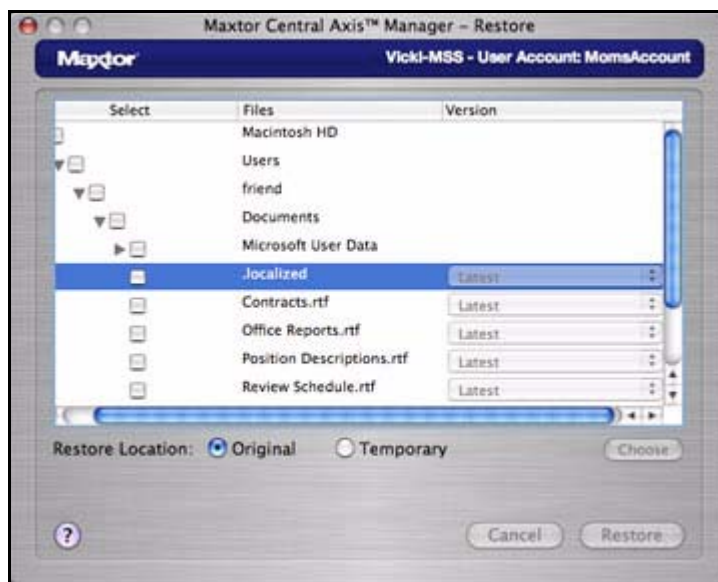 Maxtor Central Axis™ Manager – Restore
Maxtor Vicki-MSS - User Account: MomsAccount
Select Files Version
Macintosh HD
Users
friend
Documents
Microsoft User Data
.localized Latest
Contracts.rtf Latest
Office Reports.rtf Latest
Position Descriptions.rtf Latest
Review Schedule.rtf Latest
Restore Location: Original Temporary Choose
? Cancel Restore